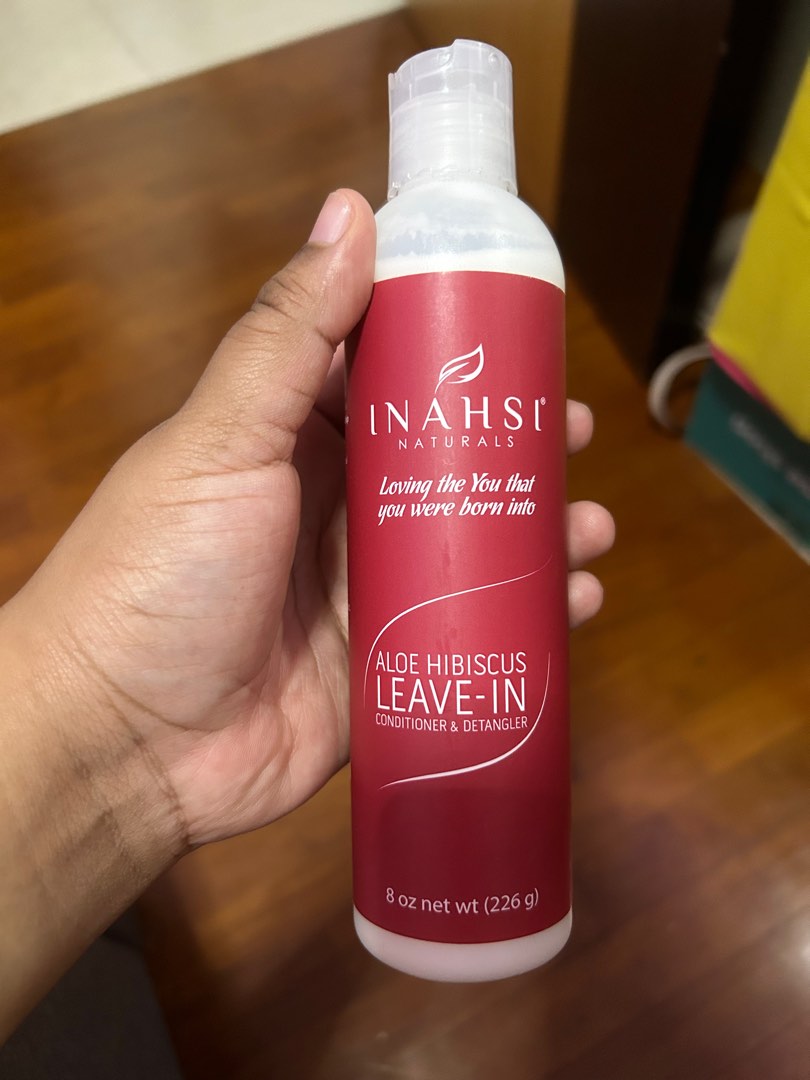 INAHSI®
NATURALS
Loving the You that
you were born into
ALOE HIBISCUS
LEAVE-IN
CONDITIONER & DETANGLER
8 oz net wt (226 g)